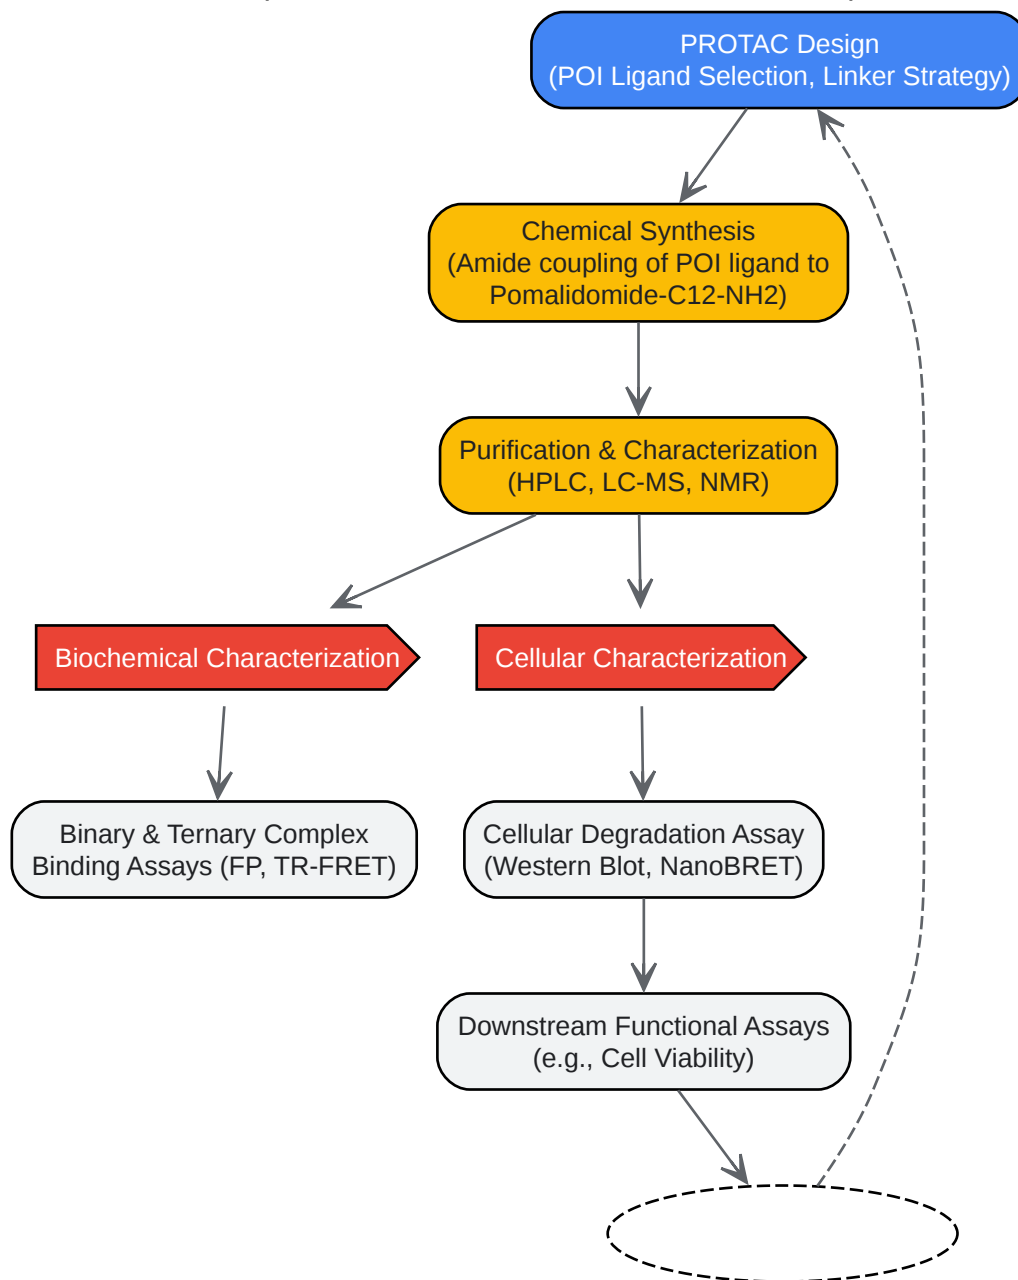 PROTAC Design
(POI Ligand Selection, Linker Strategy)
Chemical Synthesis
(Amide coupling of POI ligand to
Pomalidomide-C12-NH2)
Purification & Characterization
(HPLC, LC-MS, NMR)
Biochemical Characterization
Cellular Characterization
Binary & Ternary Complex
Binding Assays (FP, TR-FRET)
Cellular Degradation Assay
(Western Blot, NanoBRET)
Downstream Functional Assays
(e.g., Cell Viability)